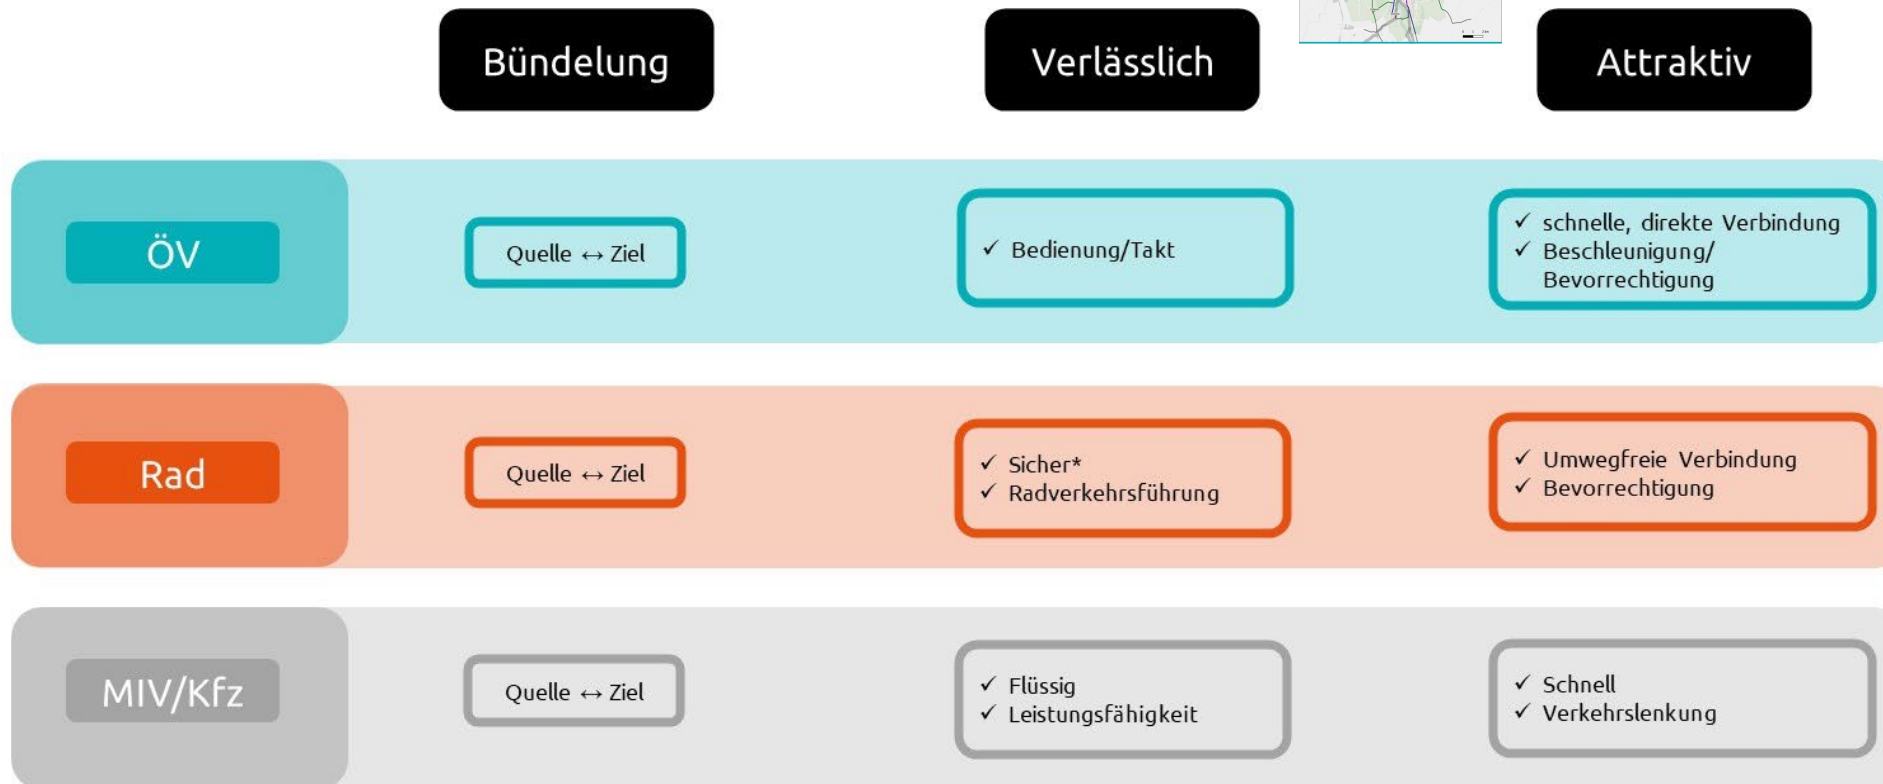 Bündelung
Verlässlich
Attraktiv
ÖV
Quelle ↔ Ziel
✓ Bedienung/Takt
✓ schnelle, direkte Verbindung
✓ Beschleunigung/
Bevorrechtigung
Rad
Quelle ↔ Ziel
✓ Sicher*
✓ Radverkehrsführung
✓ Umwegfreie Verbindung
✓ Bevorrechtigung
MIV/Kfz
Quelle ↔ Ziel
✓ Flüssig
✓ Leistungsfähigkeit
✓ Schnell
✓ Verkehrslenkung